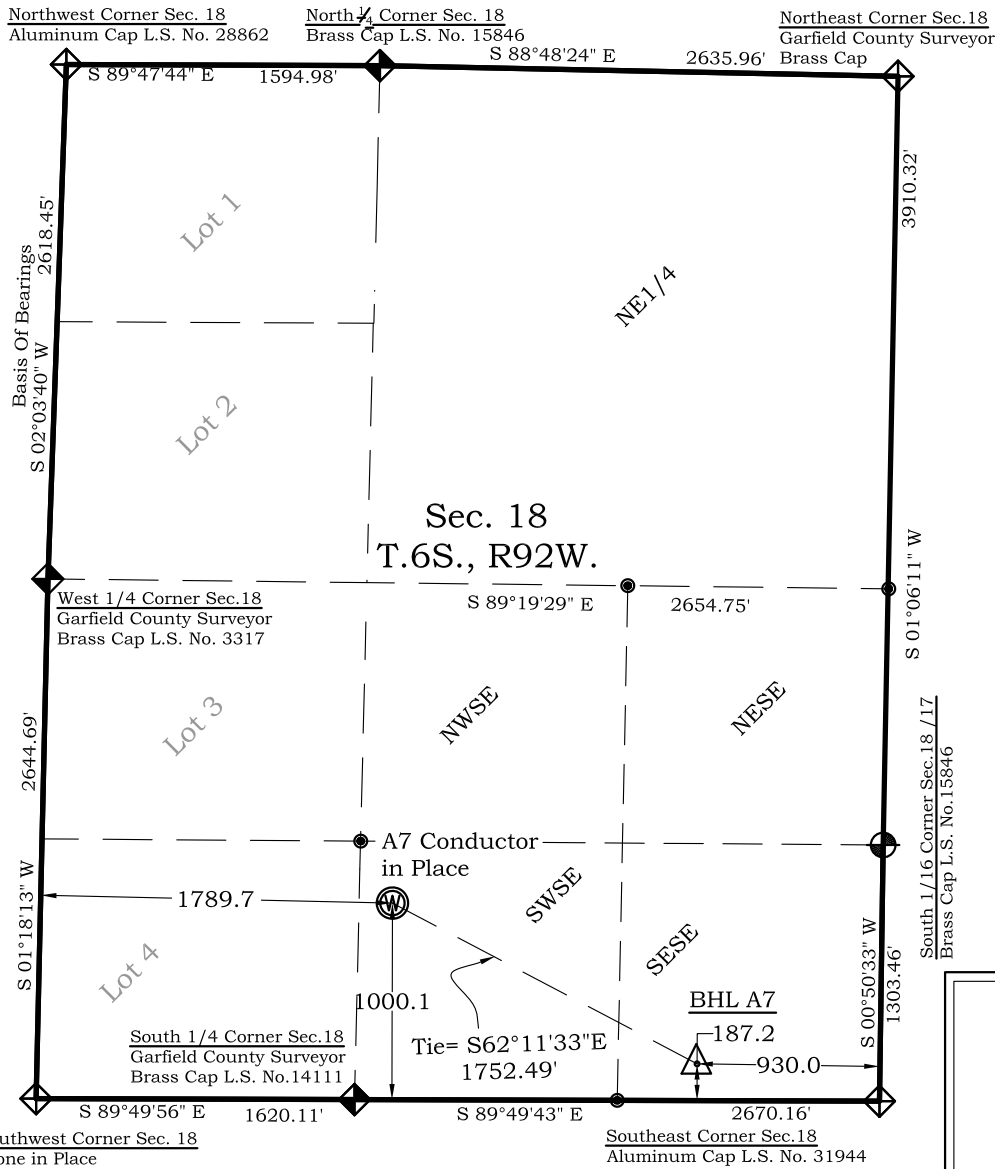 Northwest Corner Sec. 18
Aluminum Cap L.S. No. 28862
North 1/4 Corner Sec. 18
Brass Cap L.S. No. 15846
Northeast Corner Sec.18
Garfield County Surveyor
Brass Cap
S 89°47'44" E
1594.98'
S 88°48'24" E
2635.96'
3910.32'
Lot 1
2618.45'
Basis Of Bearings
S 02°03'40" W
NE1/4
Lot 2
Sec. 18
T.6S., R92W.
S 89°19'29" E
2654.75'
S 01°06'11" W
West 1/4 Corner Sec.18
Garfield County Surveyor
Brass Cap L.S. No. 3317
Lot 3
NWSE
NESE
2644.69'
South 1/16 Corner Sec.18 /17
Brass Cap L.S. No.15846
A7 Conductor
in Place
1789.7
W
SWSE
SESE
S 01°18'13" W
Lot 4
1000.1
BHL A7
187.2
930.0
S 00°50'33" W
1303.46'
Tie= S62°11'33"E
1752.49'
South 1/4 Corner Sec.18
Garfield County Surveyor
Brass Cap L.S. No.14111
S 89°49'56" E
1620.11'
S 89°49'43" E
2670.16'
uthwest Corner Sec. 18
one in Place
Southeast Corner Sec.18
Aluminum Cap L.S. No. 31944